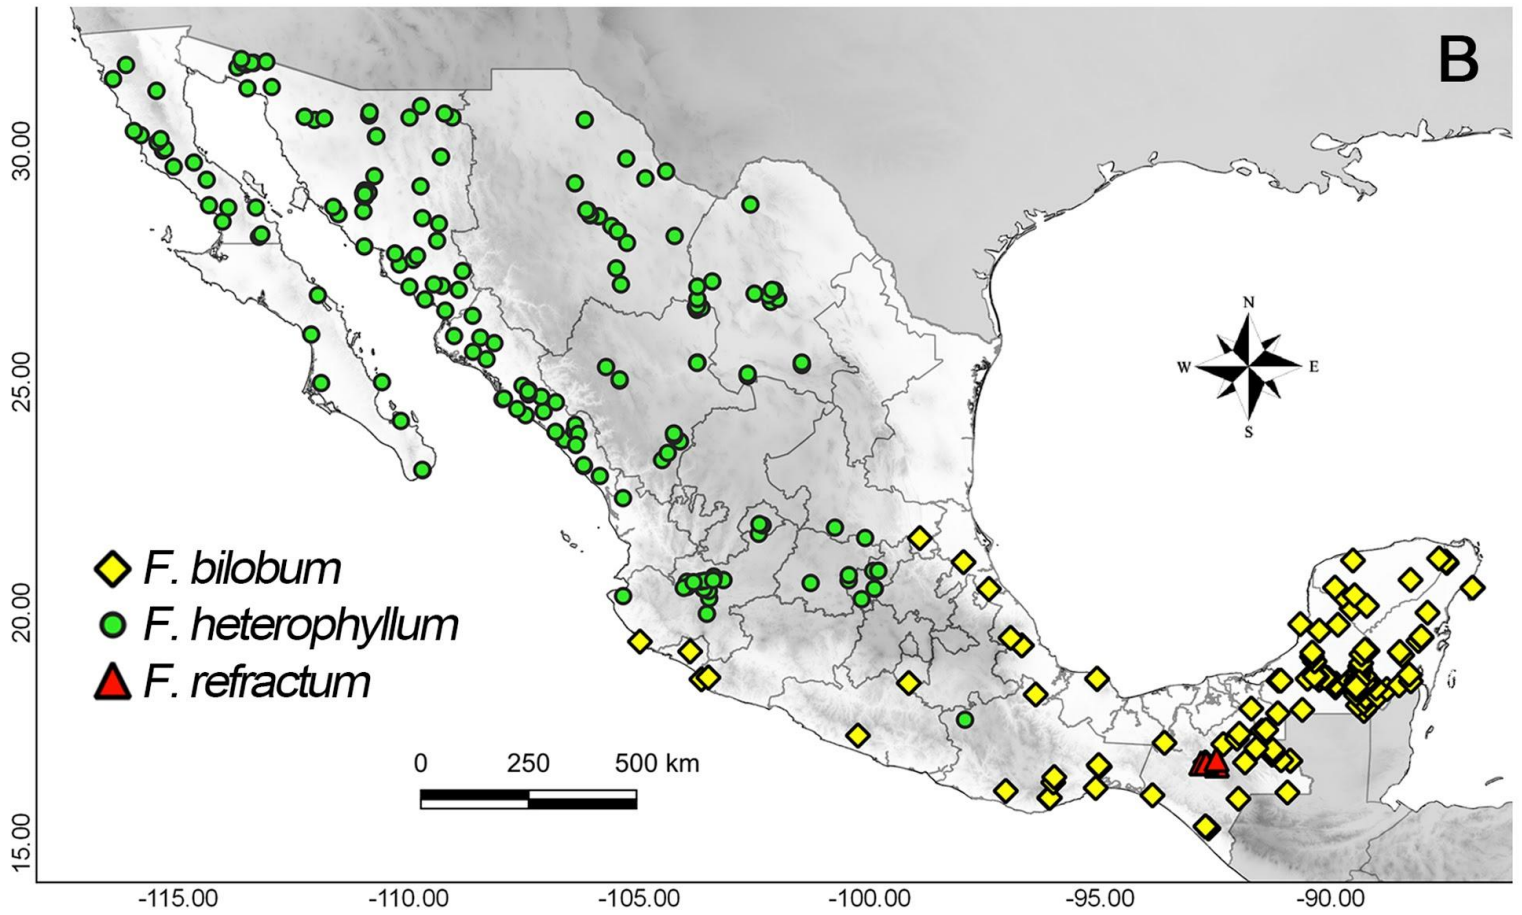 B
30.00
25.00
20.00
15.00
N
W
E
S
F. bilobum
F. heterophyllum
F. refractum
0 250 500 km
-115.00 -110.00 -105.00 -100.00 -95.00 -90.00